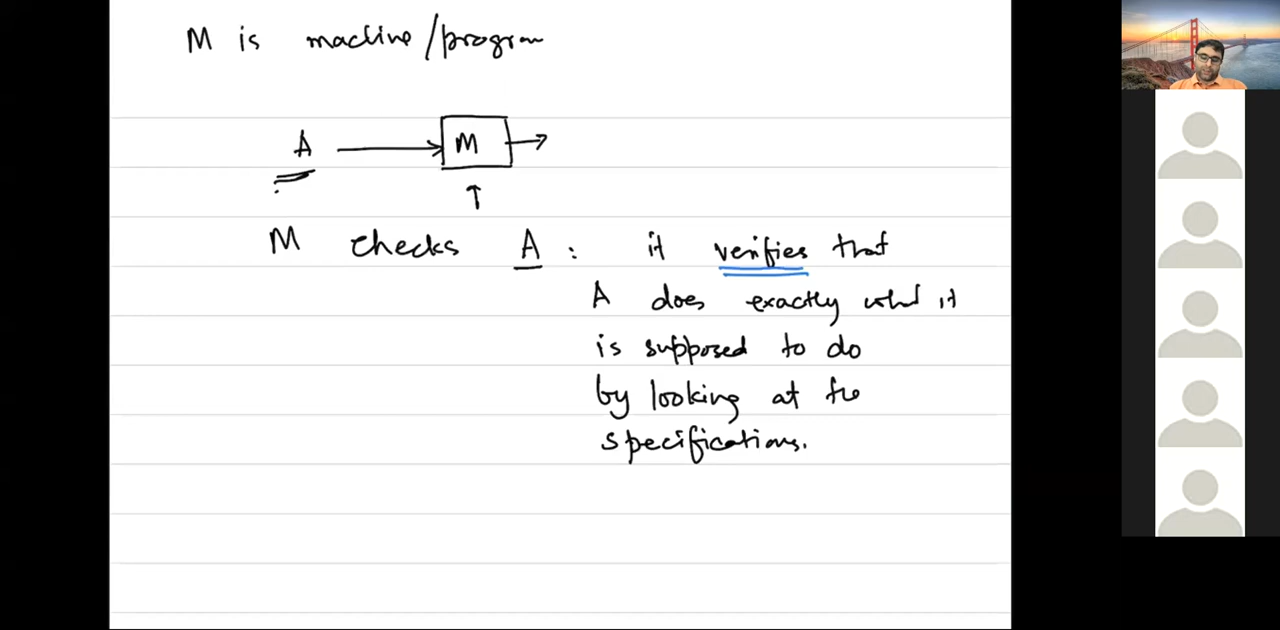 M is machine/program
A M
M checks A : it verifies that
A does exactly what it
is supposed to do
by looking at the
specifications.